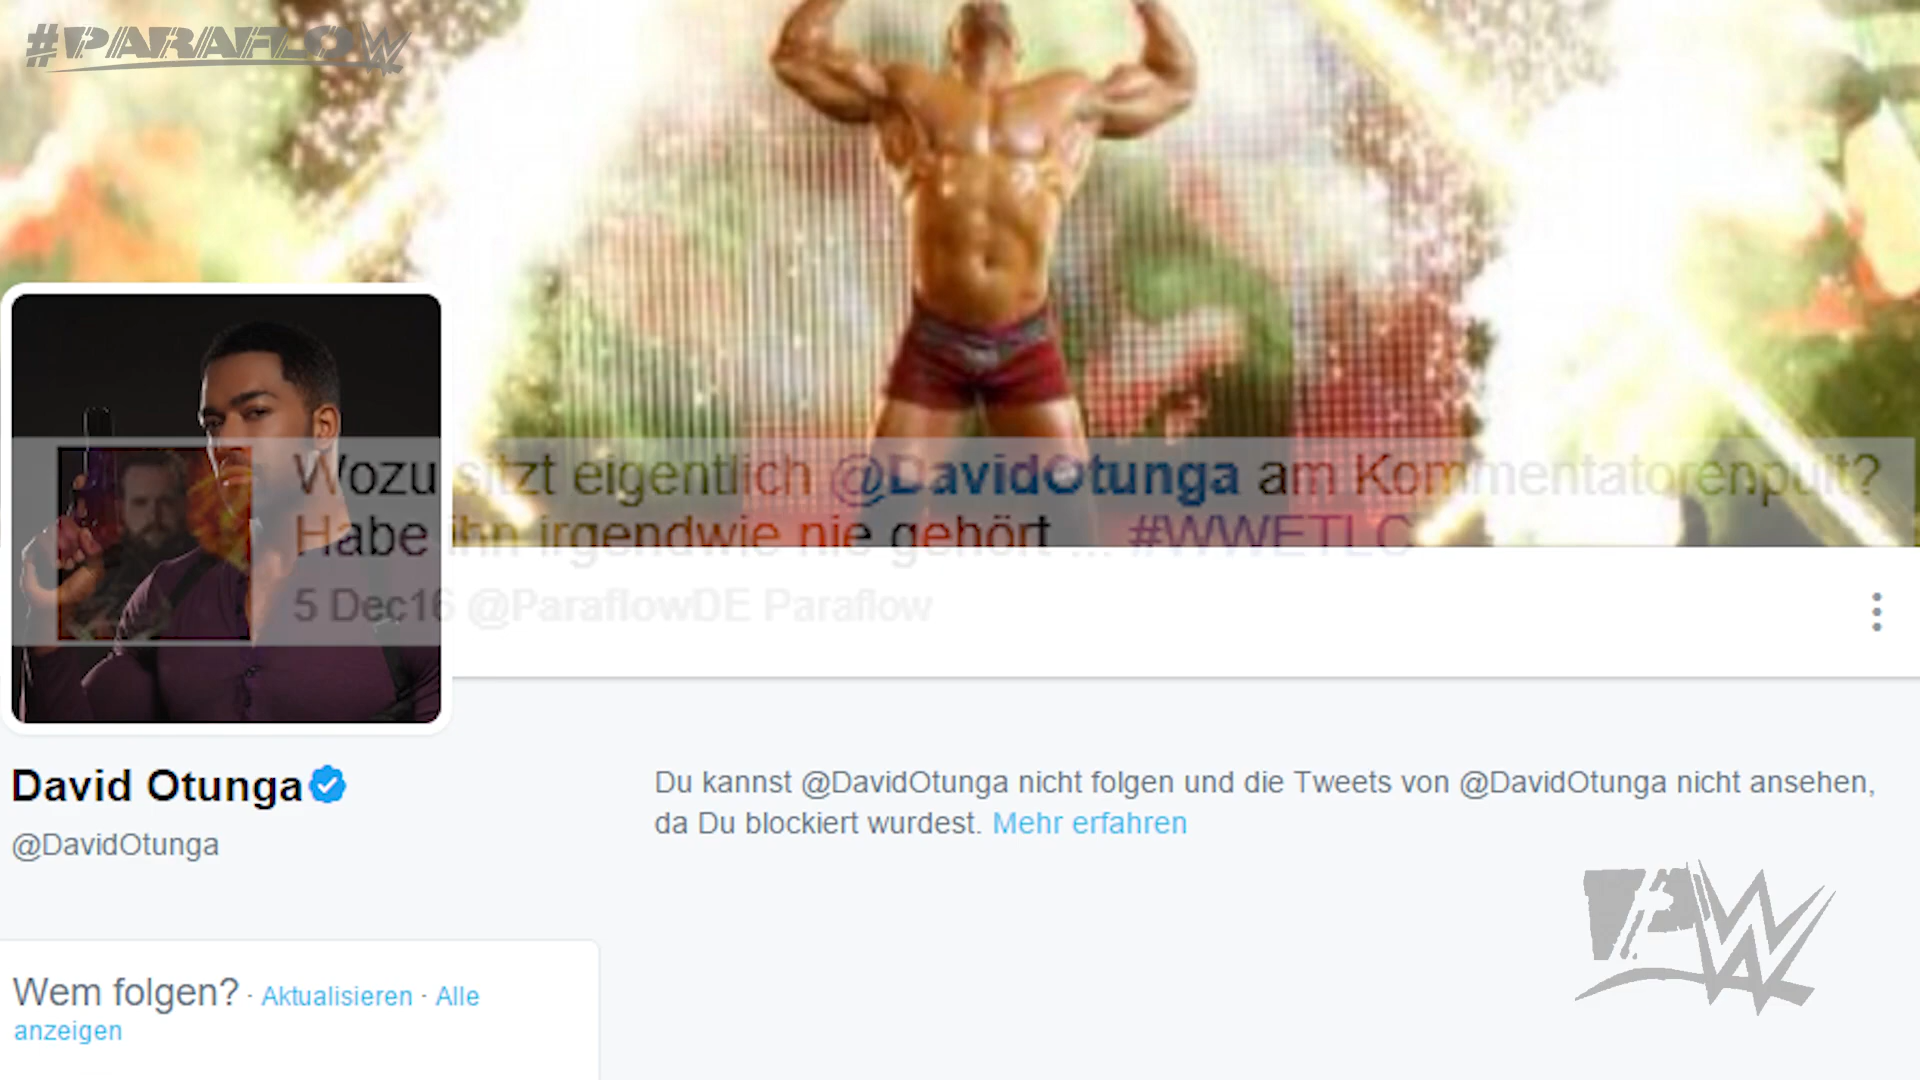 #PARAFLOW
Wozu sitzt eigentlich @DavidOtunga am Kommentatorenpult?
Habe ihn irgendwie nie gehört ... #WWETLC
5 Dec16 @ParaflowDE Paraflow
David Otunga
@DavidOtunga
Du kannst @DavidOtunga nicht folgen und die Tweets von @DavidOtunga nicht ansehen,
da Du blockiert wurdest. Mehr erfahren
Wem folgen? · Aktualisieren · Alle
anzeigen
PW